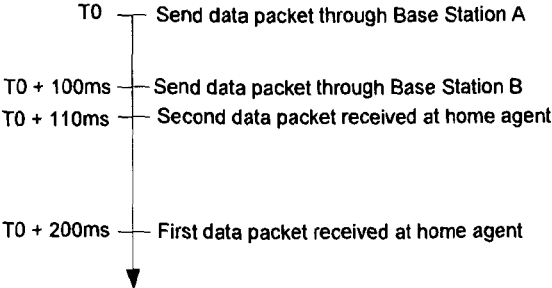 T0 Send data packet through Base Station A
T0 + 100ms Send data packet through Base Station B
T0 + 110ms Second data packet received at home agent
T0 + 200ms First data packet received at home agent